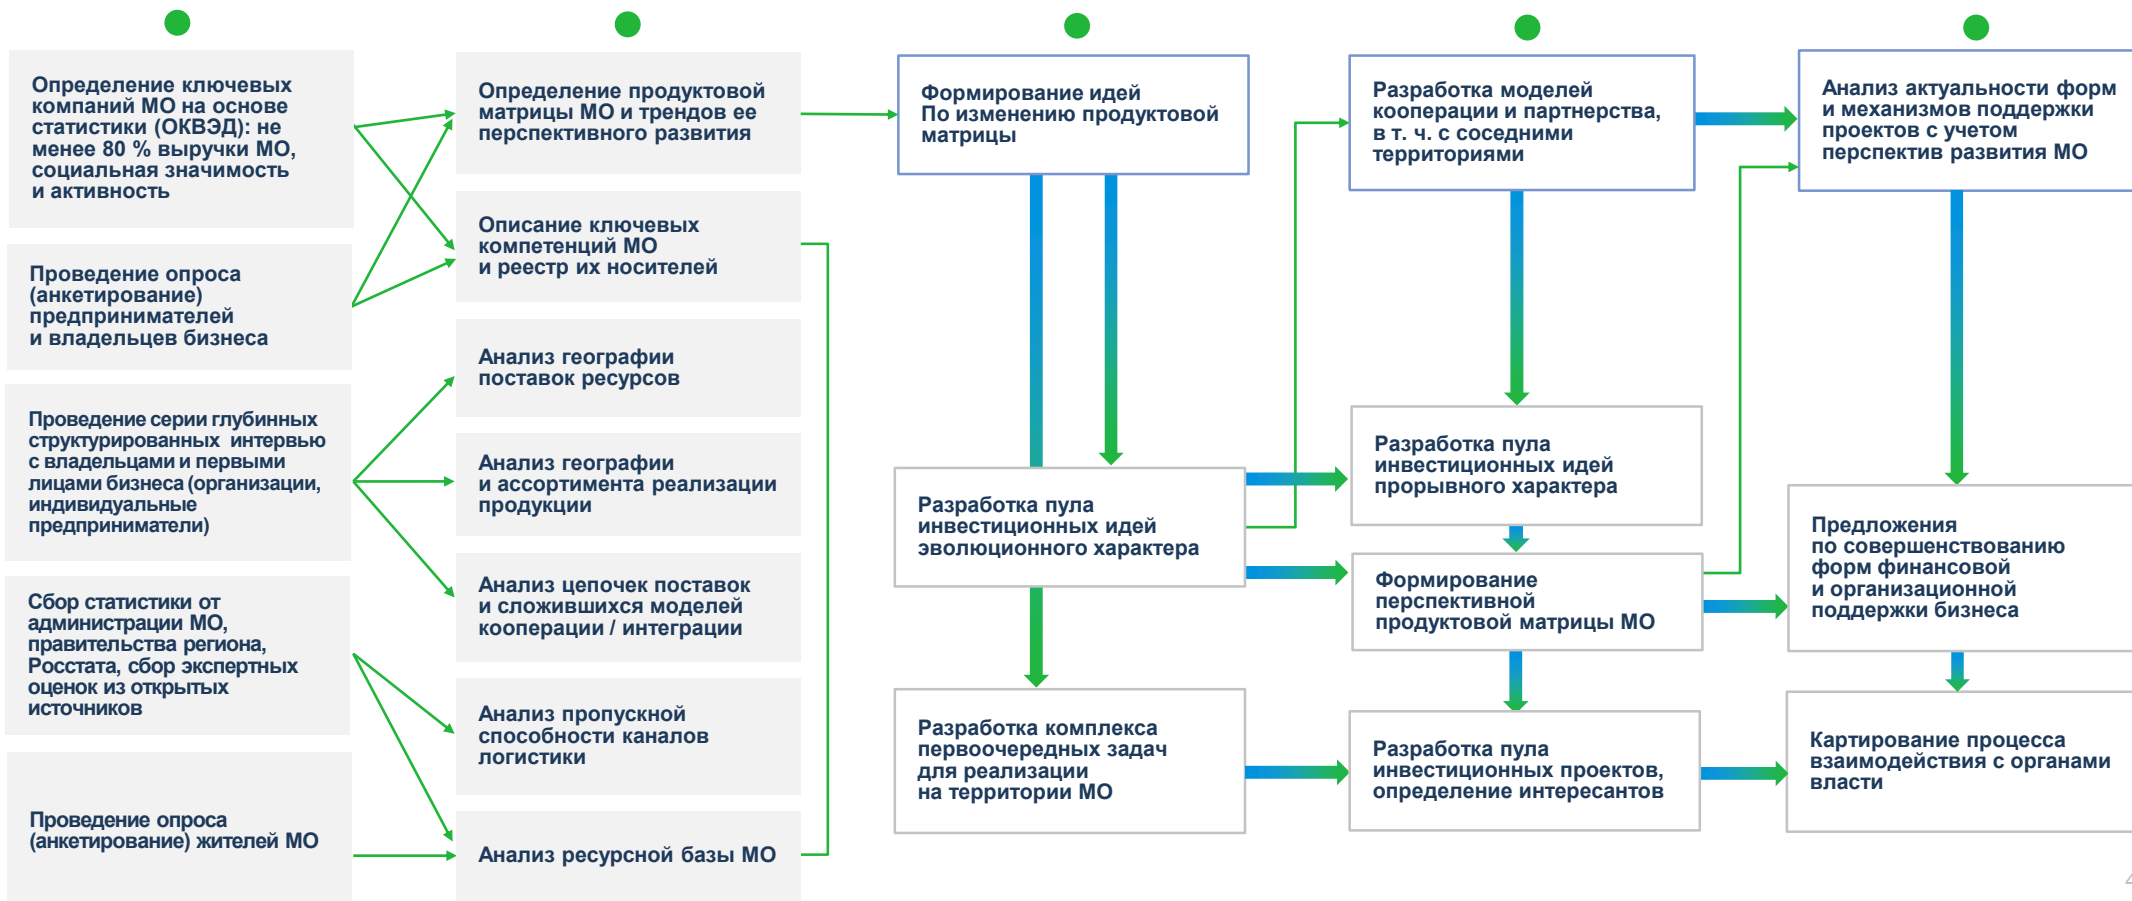 Определение ключевых
компаний МО на основе
статистики (ОКВЭД): не
менее 80 % выручки МО,
социальная значимость
и активность
Проведение опроса
(анкетирование)
предпринимателей
и владельцев бизнеса
Проведение серии глубинных
структурированных интервью
с владельцами и первыми
лицами бизнеса (организации,
индивидуальные
предприниматели)
Сбор статистики от
администрации МО,
правительства региона,
Росстата, сбор экспертных
оценок из открытых
источников
Проведение опроса
(анкетирование) жителей МО
Определение продуктовой
матрицы МО и трендов ее
перспективного развития
Описание ключевых
компетенций МО
и реестр их носителей
Анализ географии
поставок ресурсов
Анализ географии
и ассортимента реализации
продукции
Анализ цепочек поставок
и сложившихся моделей
кооперации / интеграции
Анализ пропускной
способности каналов
логистики
Анализ ресурсной базы МО
Формирование идей
По изменению продуктовой
матрицы
Разработка пула
инвестиционных идей
эволюционного характера
Разработка комплекса
первоочередных задач
для реализации
на территории МО
Разработка моделей
кооперации и партнерства,
в т. ч. с соседними
территориями
Разработка пула
инвестиционных идей
прорывного характера
Формирование
перспективной
продуктовой матрицы МО
Разработка пула
инвестиционных проектов,
определение интересантов
Анализ актуальности форм
и механизмов поддержки
проектов с учетом
перспектив развития МО
Предложения
по совершенствованию
форм финансовой
и организационной
поддержки бизнеса
Картирование процесса
взаимодействия с органами
власти